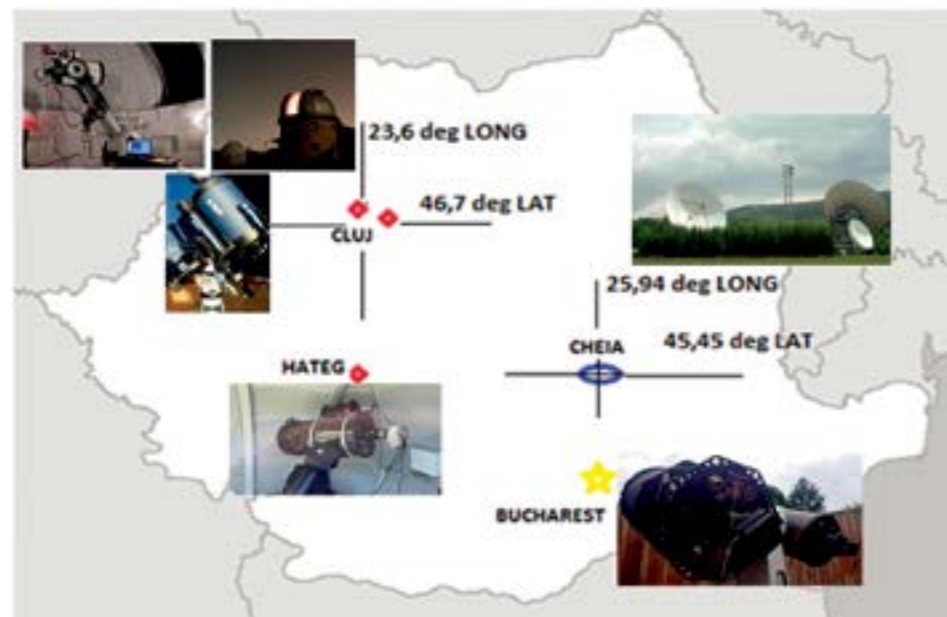 23,6 deg LONG
46,7 deg LAT
CLUJ
25,94 deg LONG
45,45 deg LAT
CHEIA
HATEG
BUCHAREST